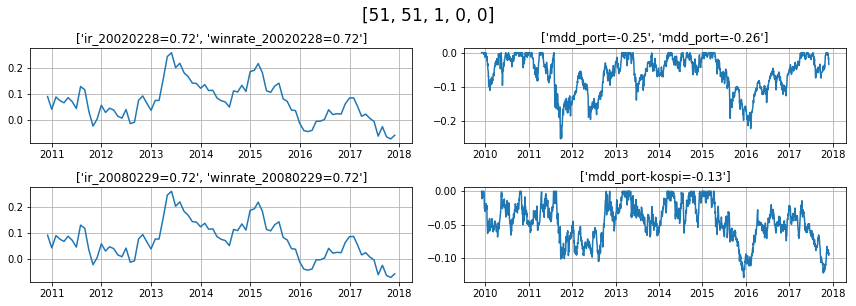 [51, 51, 1, 0, 0]
['ir_20020228=0.72', 'winrate_20020228=0.72']
0.2
0.1
0.0
2011 2012 2013 2014 2015 2016 2017 2018
['mdd_port=-0.25', 'mdd_port=-0.26']
0.0
−0.1
−0.2
2010 2011 2012 2013 2014 2015 2016 2017 2018
['ir_20080229=0.72', 'winrate_20080229=0.72']
0.2
0.1
0.0
2011 2012 2013 2014 2015 2016 2017 2018
['mdd_port-kospi=-0.13']
0.00
−0.05
−0.10
2010 2011 2012 2013 2014 2015 2016 2017 2018